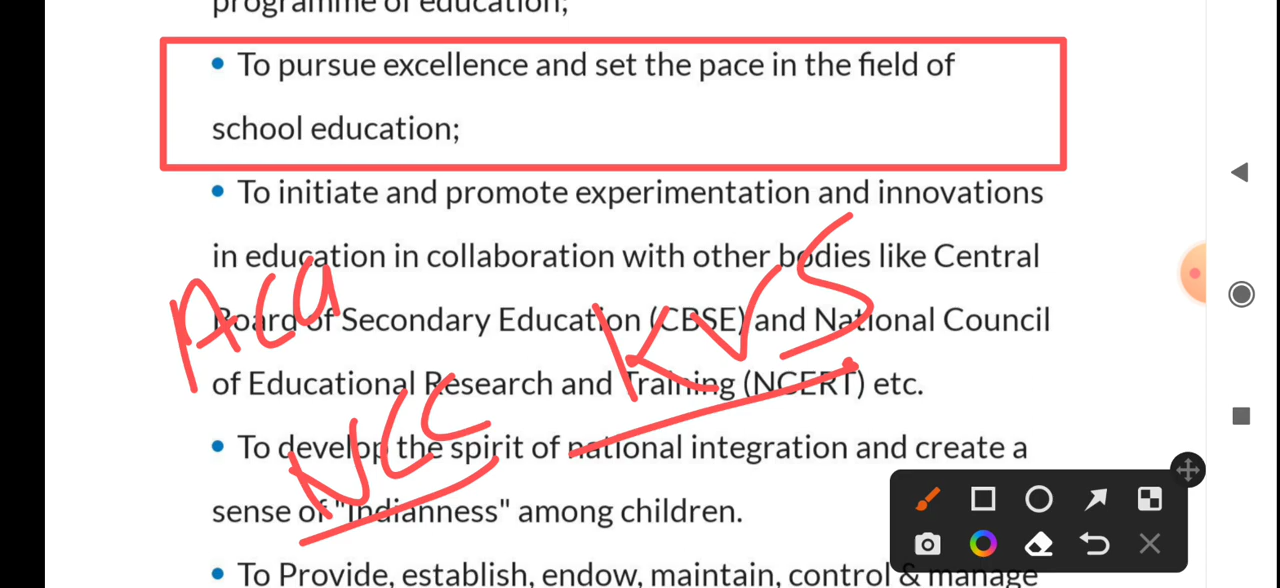 programme of education;
• To pursue excellence and set the pace in the field of
school education;
• To initiate and promote experimentation and innovations
in education in collaboration with other bodies like Central
Board of Secondary Education (CBSE) and National Council
of Educational Research and Training (NCERT) etc.
• To develop the spirit of national integration and create a
sense of "Indianness" among children.
• To Provide, establish, endow, maintain, control & manage
Aca
KVS
NCC